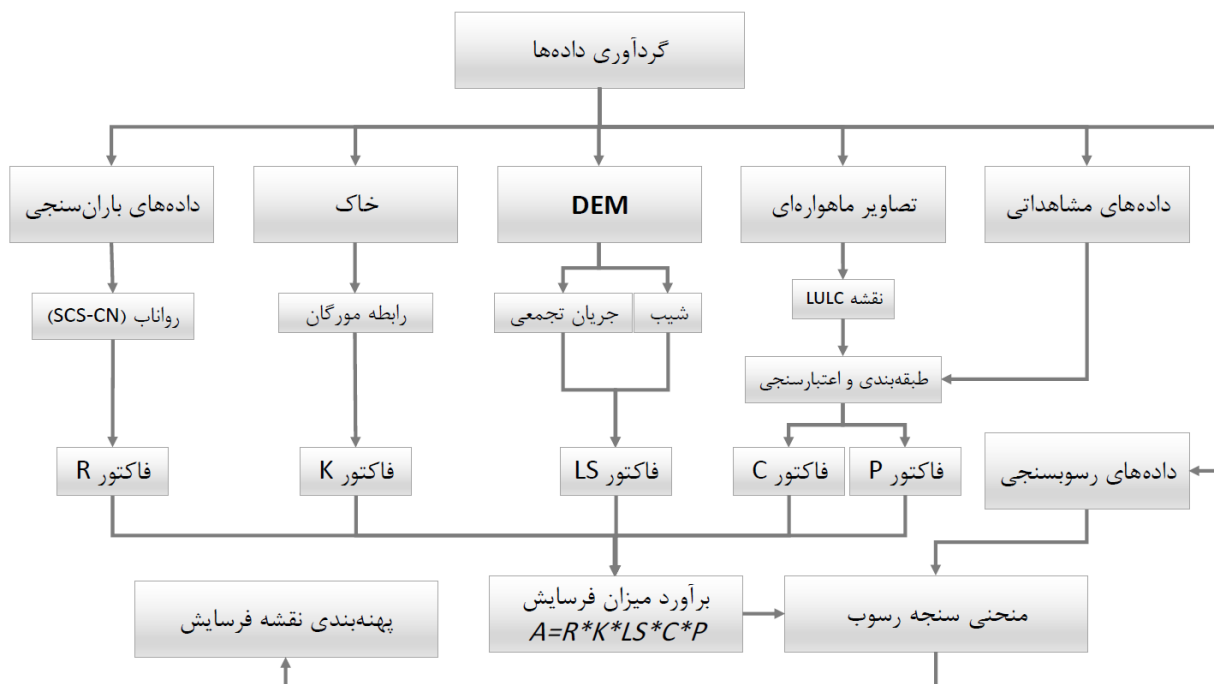 گردآوری داده‌ها
داده‌های مشاهداتی
تصاویر ماهواره‌ای
DEM
خاک
داده‌های باران‌سنجی
نقشه LULC
شیب
جریان تجمعی
رابطه مورگان
رواناب (SCS-CN)
طبقه‌بندی و اعتبارسنجی
داده‌های رسوبسنجی
فاکتور P
فاکتور C
فاکتور LS
فاکتور K
فاکتور R
منحنی سنجه رسوب
برآورد میزان فرسایش
A=R*K*LS*C*P
پهنه‌بندی نقشه فرسایش